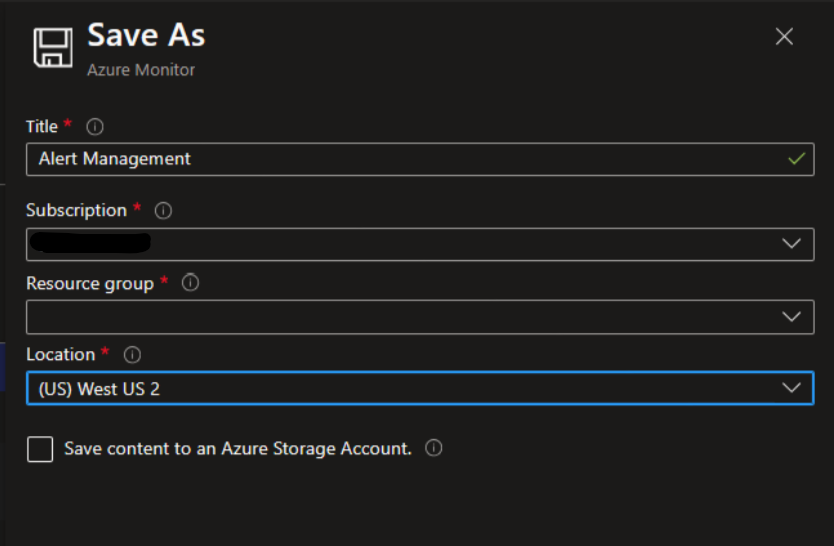 Save As
Azure Monitor
Title *
Alert Management
Subscription *
Resource group *
Location *
(US) West US 2
Save content to an Azure Storage Account.